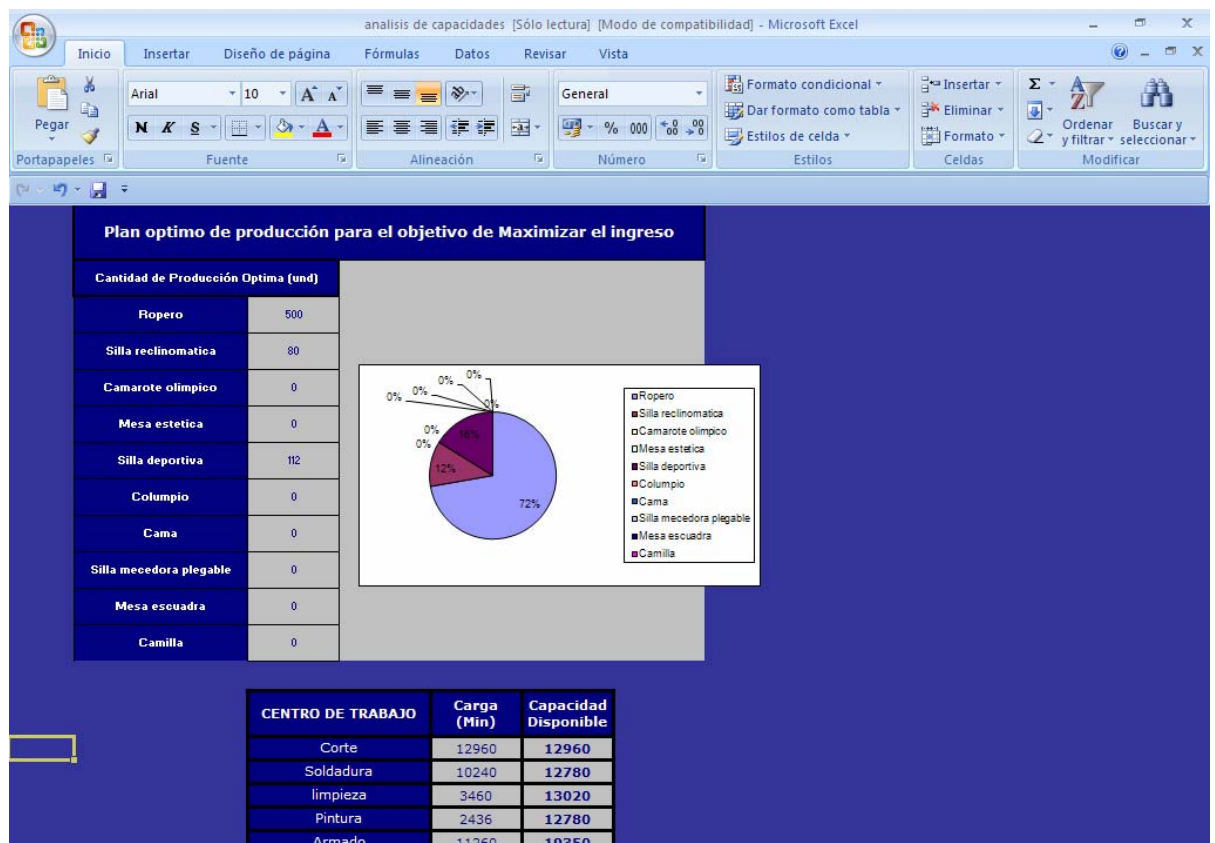 analisis de capacidades [Sólo lectura] [Modo de compatibilidad] - Microsoft Excel
Inicio Insertar Diseño de página Fórmulas Datos Revisar Vista
Pegar
Arial 10
N K S
General
% 000
Formato condicional
Dar formato como tabla
Estilos de celda
Insertar
Eliminar
Formato
Ordenar y filtrar
Buscar y seleccionar
Portapapeles Fuente Alineación Número Estilos Celdas Modificar
Plan optimo de producción para el objetivo de Maximizar el ingreso
Cantidad de Producción Optima (und)
Ropero 500
Silla reclinomatica 80
Camarote olimpico 0
Mesa estetica 0
Silla deportiva 112
Columpio 0
Cama 0
Silla mecedora plegable 0
Mesa escuadra 0
Camilla 0
0% 0% 0% 0%
0%
0%
0%
16%
12%
72%
Ropero
Silla reclinomatica
Camarote olimpico
Mesa estetica
Silla deportiva
Columpio
Cama
Silla mecedora plegable
Mesa escuadra
Camilla
CENTRO DE TRABAJO Carga (Min) Capacidad Disponible
Corte 12960 12960
Soldadura 10240 12780
limpieza 3460 13020
Pintura 2436 12780
Armado